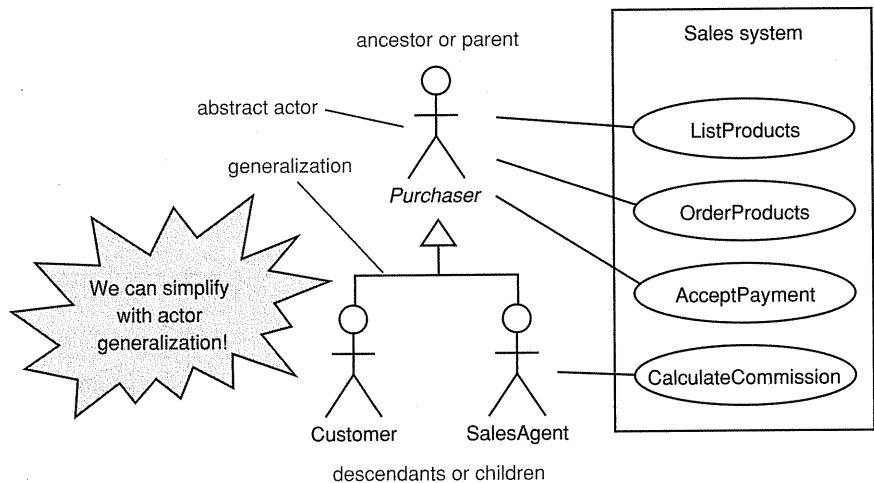 ancestor or parent
Sales system
abstract actor
ListProducts
generalization
Purchaser
OrderProducts
We can simplify
with actor
generalization!
AcceptPayment
CalculateCommission
Customer
SalesAgent
descendants or children